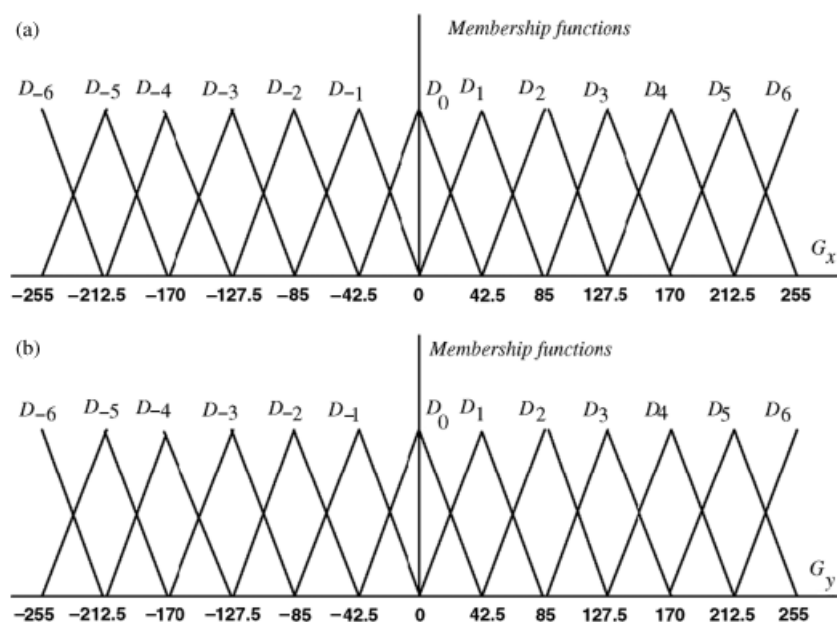 (a)
Membership functions
D₋₆ D₋₅ D₋₄ D₋₃ D₋₂ D₋₁ D₀ D₁ D₂ D₃ D₄ D₅ D₆
Gₓ
−255 −212.5 −170 −127.5 −85 −42.5 0 42.5 85 127.5 170 212.5 255
(b)
Membership functions
D₋₆ D₋₅ D₋₄ D₋₃ D₋₂ D₋₁ D₀ D₁ D₂ D₃ D₄ D₅ D₆
G_y
−255 −212.5 −170 −127.5 −85 −42.5 0 42.5 85 127.5 170 212.5 255